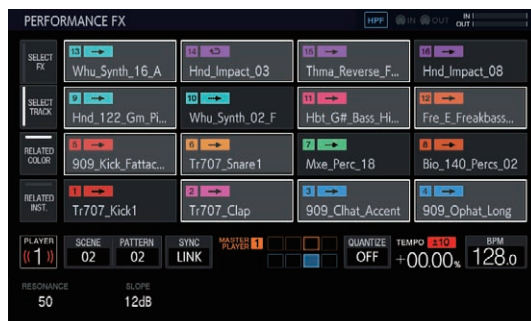 PERFORMANCE FX HPF IN OUT IN OUT
SELECT FX
13 Whu_Synth_16_A
14 Hnd_Impact_03
15 Thma_Reverse_F...
16 Hnd_Impact_08
SELECT TRACK
9 Hnd_122_Gm_Pi...
10 Whu_Synth_02_F
11 Hbt_G#_Bass_Hi...
12 Fre_E_Freakbass...
RELATED COLOR
5 909_Kick_Fattac...
6 Tr707_Snare1
7 Mxe_Perc_18
8 Bio_140_Percs_02
RELATED INST.
1 Tr707_Kick1
2 Tr707_Clap
3 909_Clhat_Accent
4 909_Ophat_Long
PLAYER 1
SCENE 02
PATTERN 02
SYNC LINK
MASTER PLAYER 1
QUANTIZE OFF
TEMPO ±10 +00.00%
BPM 128.0
RESONANCE 50
SLOPE 12dB